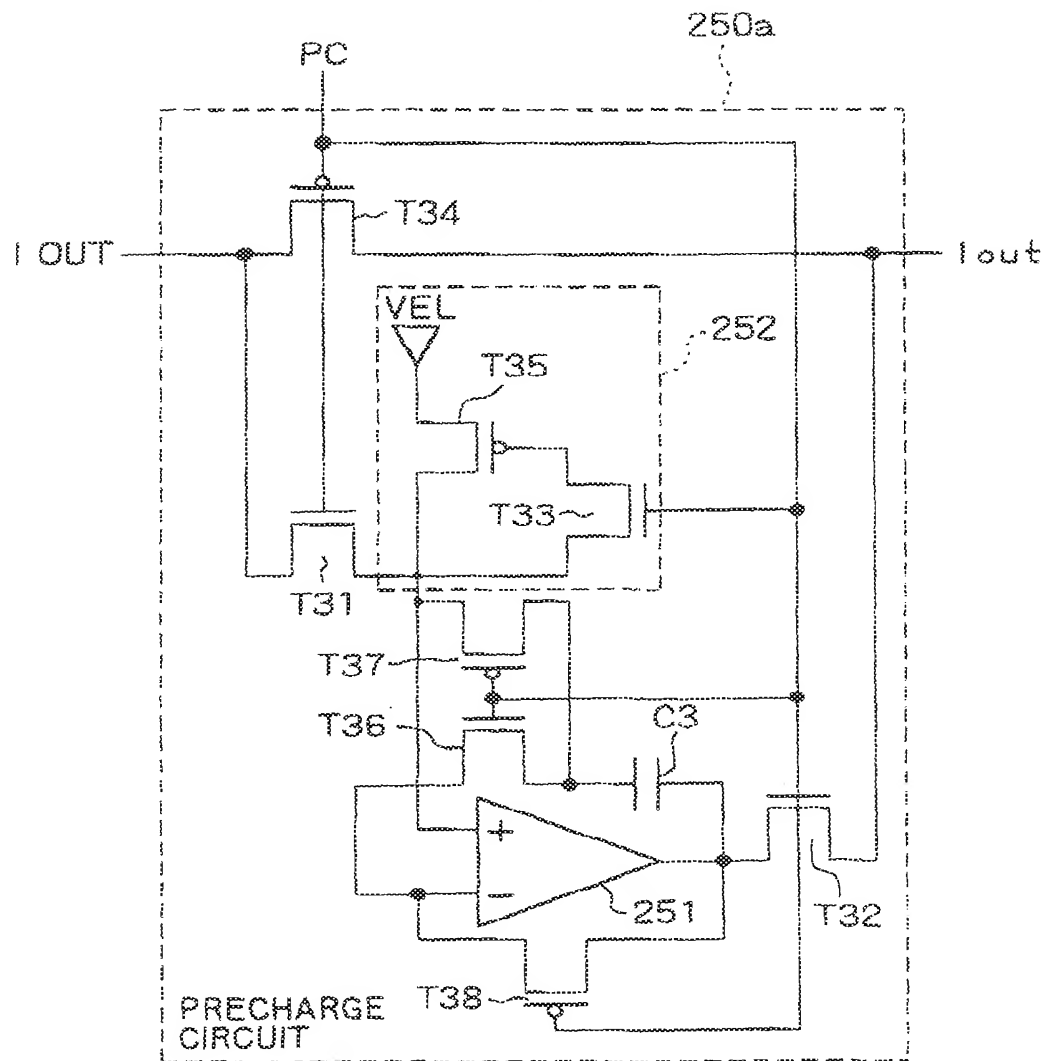 250a
PC
T34
I OUT
Iout
VEL
252
T35
T33
T31
T37
T36
C3
+
−
251
T32
T38
PRECHARGE
CIRCUIT